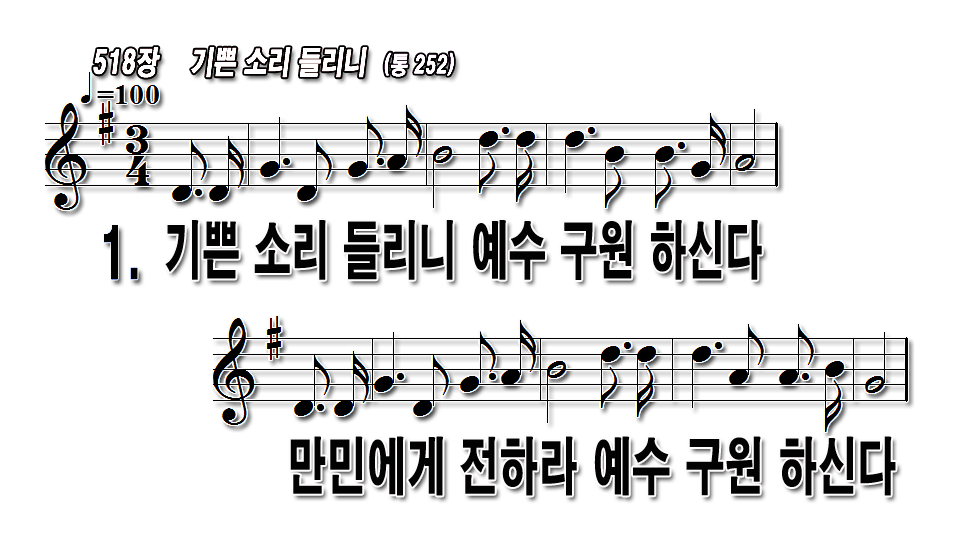 518장 기쁜 소리 들리니 (통 252)
♩=100
3/4
1. 기쁜 소리 들리니 예수 구원 하신다
만민에게 전하라 예수 구원 하신다